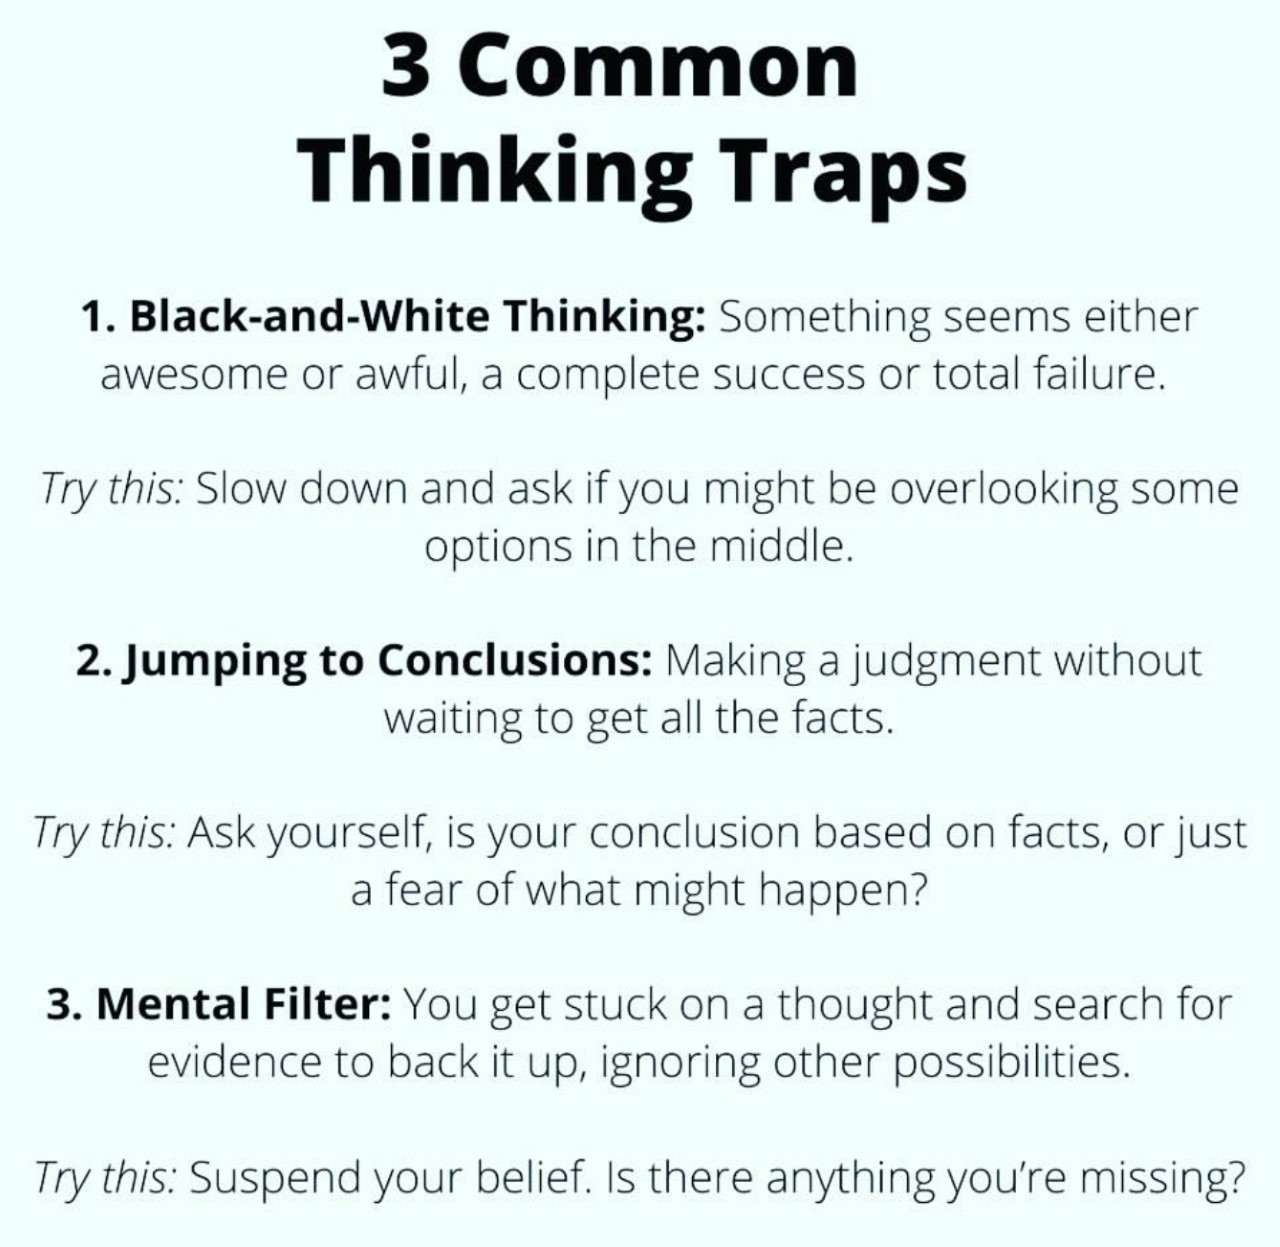 3 Common
Thinking Traps
1. Black-and-White Thinking: Something seems either
awesome or awful, a complete success or total failure.
Try this: Slow down and ask if you might be overlooking some
options in the middle.
2. Jumping to Conclusions: Making a judgment without
waiting to get all the facts.
Try this: Ask yourself, is your conclusion based on facts, or just
a fear of what might happen?
3. Mental Filter: You get stuck on a thought and search for
evidence to back it up, ignoring other possibilities.
Try this: Suspend your belief. Is there anything you’re missing?